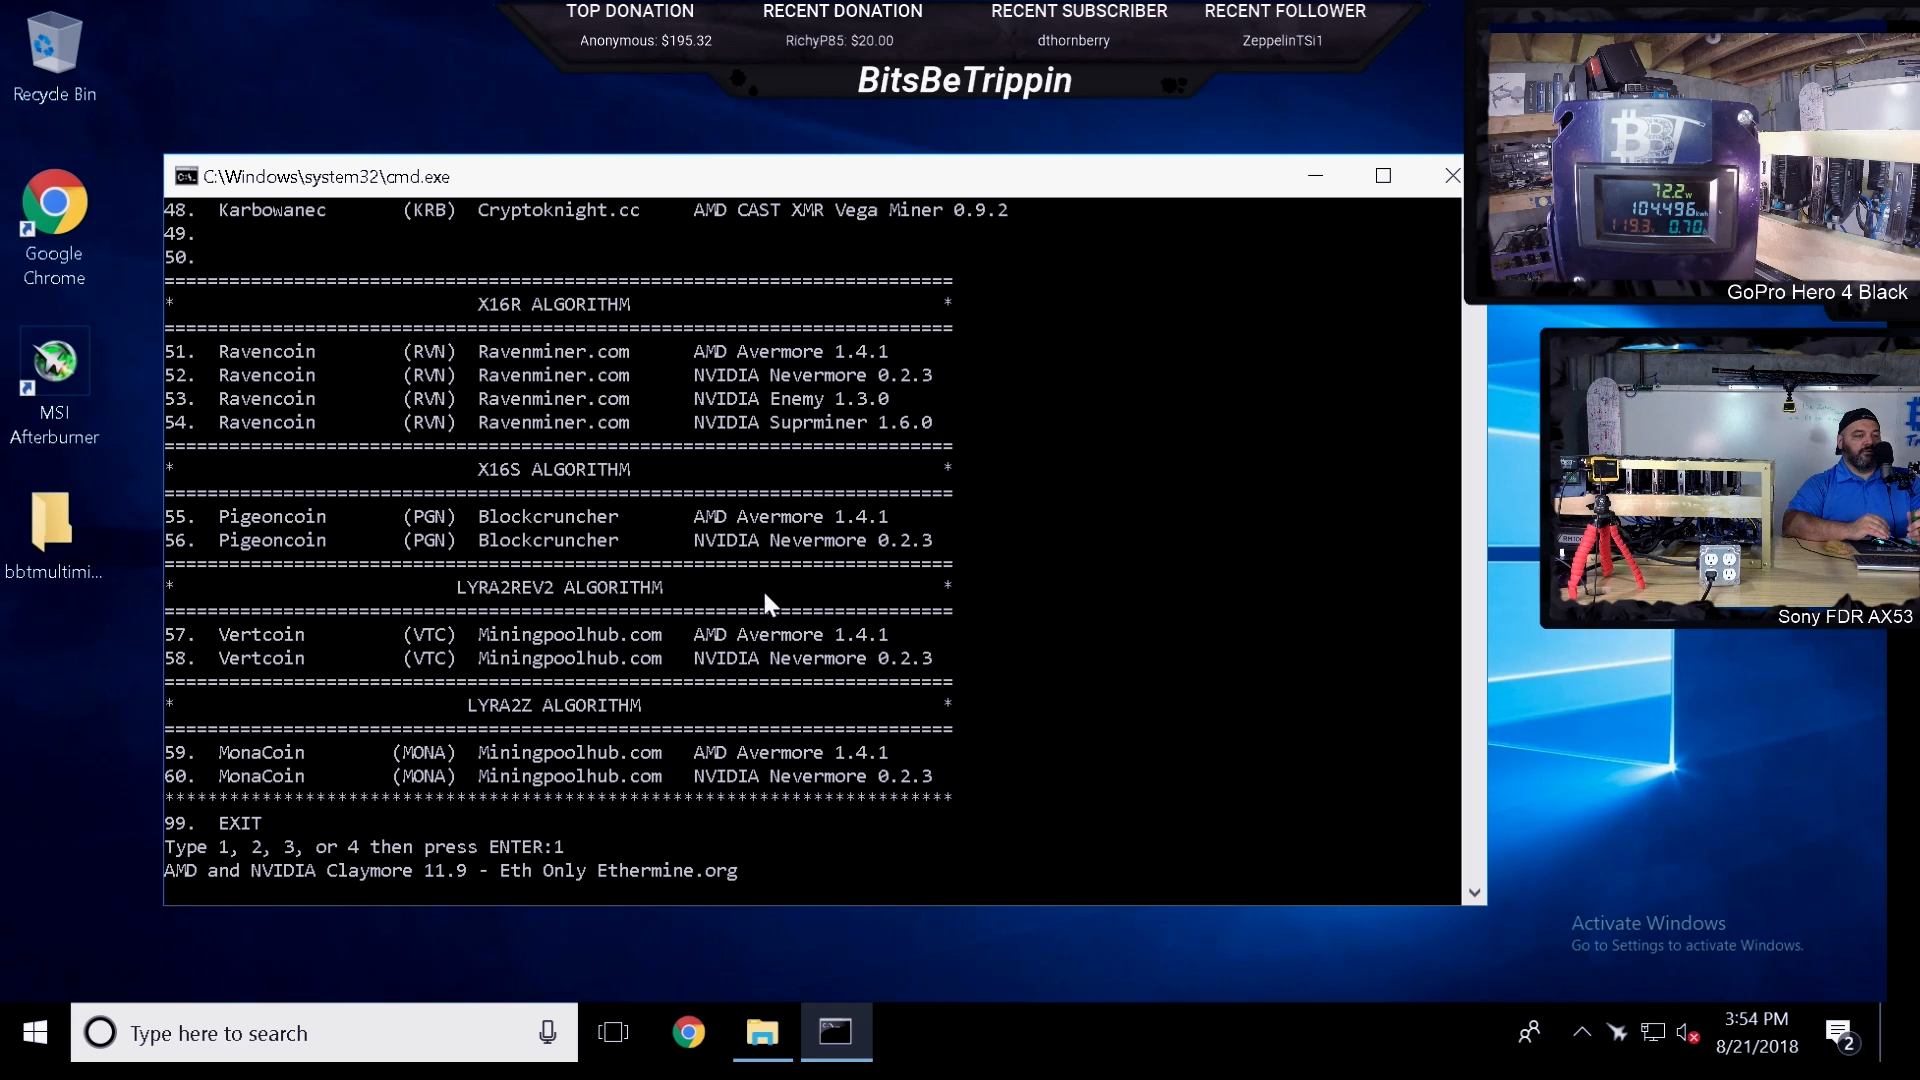 TOP DONATION
RECENT DONATION
RECENT SUBSCRIBER
RECENT FOLLOWER
Anonymous: $195.32
RichyP85: $20.00
dthornberry
ZeppelinTSi1
BitsBeTrippin
Recycle Bin
Google
Chrome
MSI
Afterburner
bbtmultimi...
C:\Windows\system32\cmd.exe
48. Karbowanec (KRB) Cryptoknight.cc AMD CAST XMR Vega Miner 0.9.2
49.
50.
=========================================================================
* X16R ALGORITHM *
=========================================================================
51. Ravencoin (RVN) Ravenminer.com AMD Avermore 1.4.1
52. Ravencoin (RVN) Ravenminer.com NVIDIA Nevermore 0.2.3
53. Ravencoin (RVN) Ravenminer.com NVIDIA Enemy 1.3.0
54. Ravencoin (RVN) Ravenminer.com NVIDIA Suprminer 1.6.0
=========================================================================
* X16S ALGORITHM *
=========================================================================
55. Pigeoncoin (PGN) Blockcruncher AMD Avermore 1.4.1
56. Pigeoncoin (PGN) Blockcruncher NVIDIA Nevermore 0.2.3
=========================================================================
* LYRA2REV2 ALGORITHM *
=========================================================================
57. Vertcoin (VTC) Miningpoolhub.com AMD Avermore 1.4.1
58. Vertcoin (VTC) Miningpoolhub.com NVIDIA Nevermore 0.2.3
=========================================================================
* LYRA2Z ALGORITHM *
=========================================================================
59. MonaCoin (MONA) Miningpoolhub.com AMD Avermore 1.4.1
60. MonaCoin (MONA) Miningpoolhub.com NVIDIA Nevermore 0.2.3
*************************************************************************
99. EXIT
Type 1, 2, 3, or 4 then press ENTER:1
AMD and NVIDIA Claymore 11.9 - Eth Only Ethermine.org
72.2w
104.496kwh
119.3v 0.70A
GoPro Hero 4 Black
Sony FDR AX53
Activate Windows
Go to Settings to activate Windows.
Type here to search
3:54 PM
8/21/2018
2